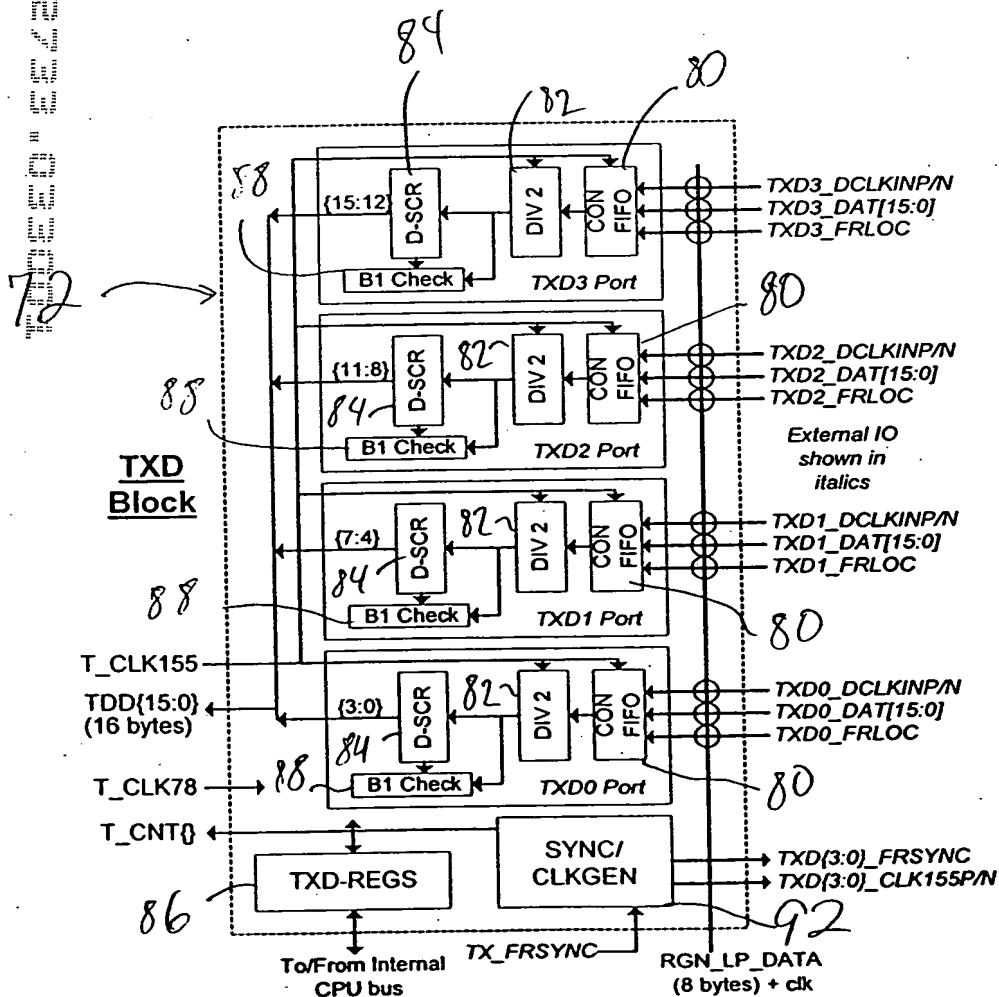 84
80
82
58
{15:12}
D-SCR
DIV 2
CON FIFO
B1 Check
TXD3 Port
TXD3_DCLKINP/N
TXD3_DAT[15:0]
TXD3_FRLOC
72
80
82
{11:8}
84
D-SCR
DIV 2
CON FIFO
88
B1 Check
TXD2 Port
TXD2_DCLKINP/N
TXD2_DAT[15:0]
TXD2_FRLOC
External IO
shown in
italics
TXD
Block
82
{7:4}
84
D-SCR
DIV 2
CON FIFO
88
B1 Check
TXD1 Port
80
TXD1_DCLKINP/N
TXD1_DAT[15:0]
TXD1_FRLOC
T_CLK155
TDD{15:0}
(16 bytes)
82
{3:0}
84
D-SCR
DIV 2
CON FIFO
88
B1 Check
TXD0 Port
80
TXD0_DCLKINP/N
TXD0_DAT[15:0]
TXD0_FRLOC
T_CLK78
T_CNT{}
TXD-REGS
86
SYNC/
CLKGEN
TXD{3:0}_FRSYNC
TXD{3:0}_CLK155P/N
92
TX_FRSYNC
To/From Internal
CPU bus
RGN_LP_DATA
(8 bytes) + clk